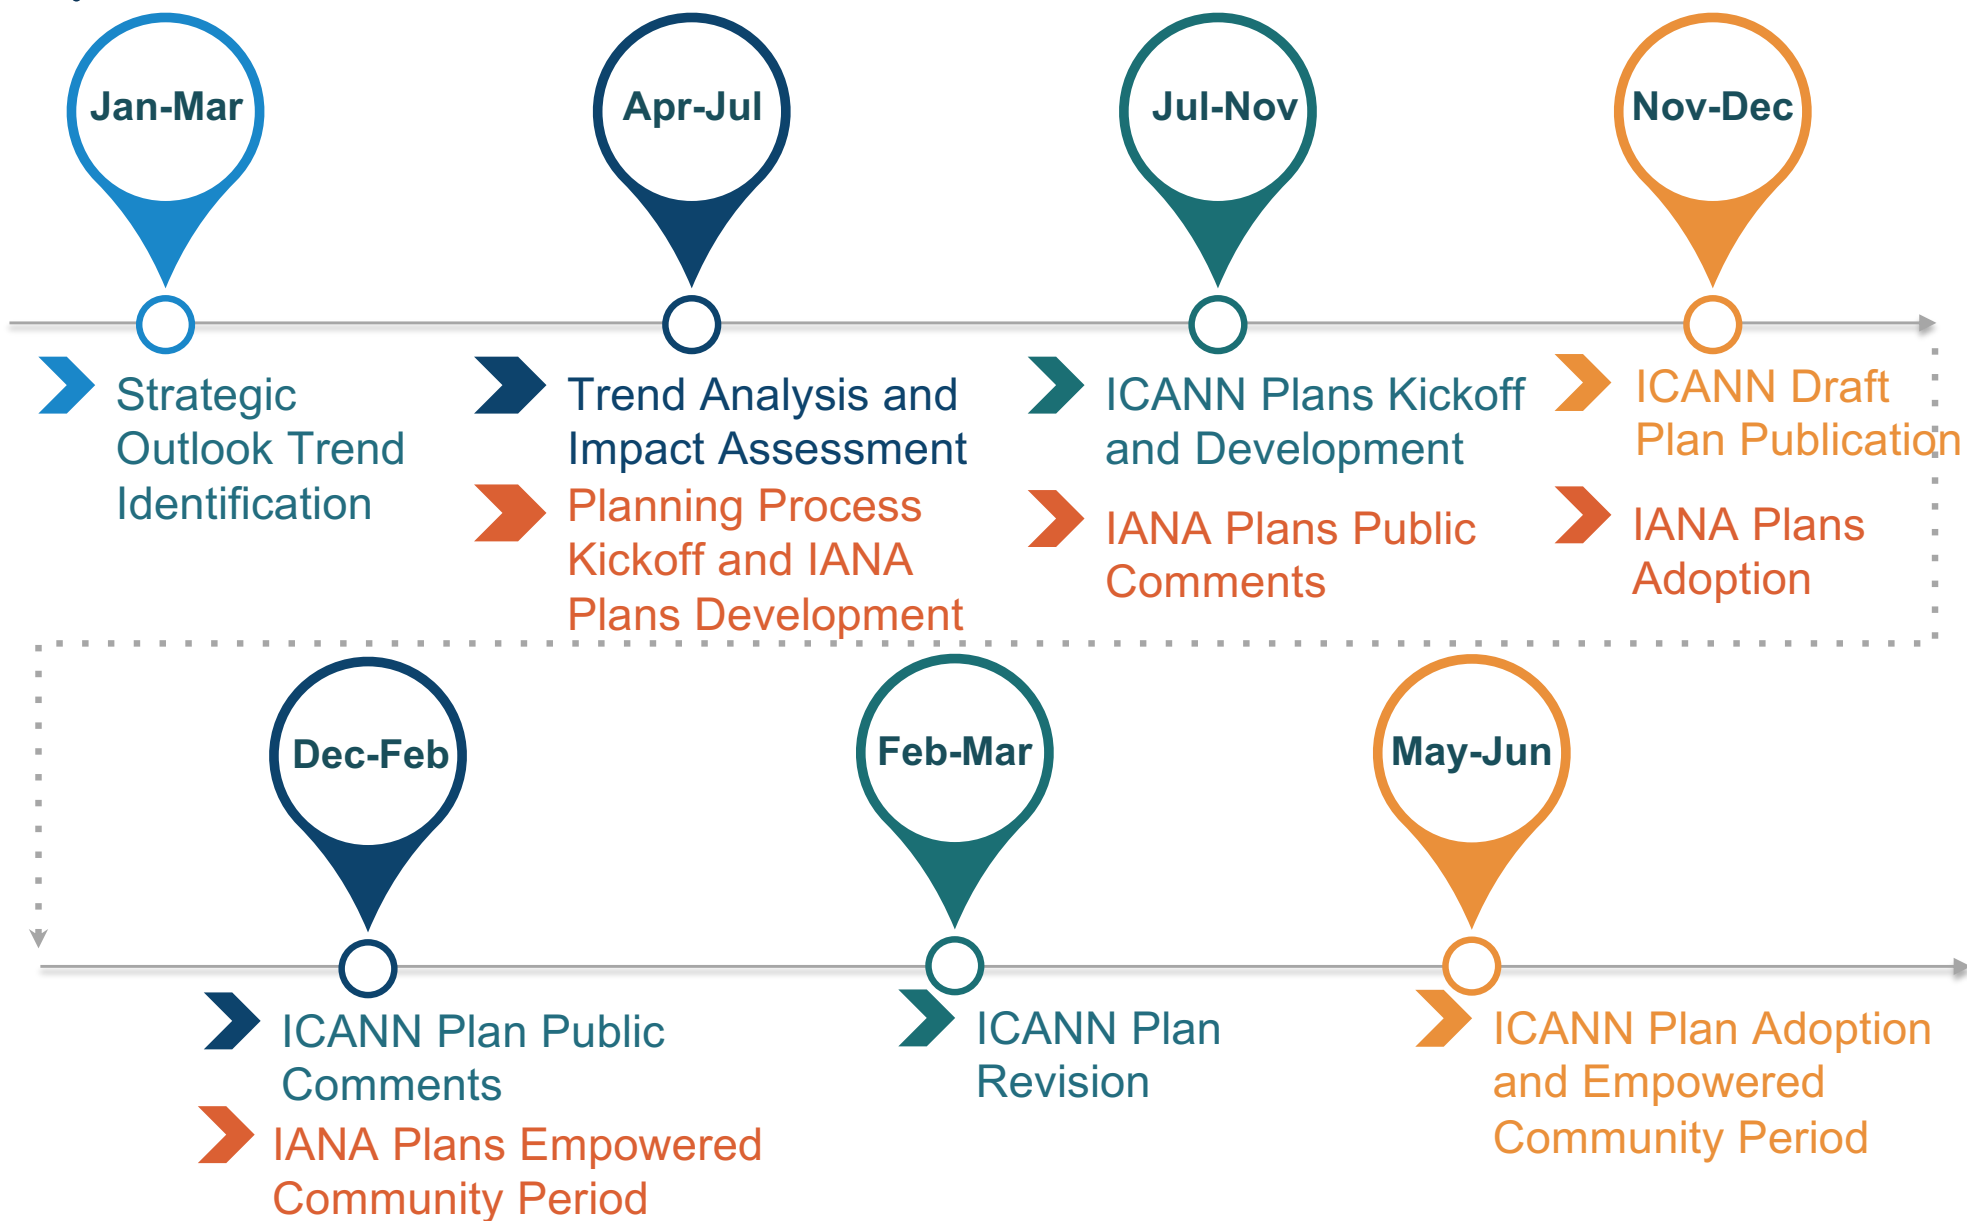 Jan-Mar
Apr-Jul
Jul-Nov
Nov-Dec
Strategic
Outlook Trend
Identification
Trend Analysis and
Impact Assessment
Planning Process
Kickoff and IANA
Plans Development
ICANN Plans Kickoff
and Development
IANA Plans Public
Comments
ICANN Draft
Plan Publication
IANA Plans
Adoption
Dec-Feb
Feb-Mar
May-Jun
ICANN Plan Public
Comments
IANA Plans Empowered
Community Period
ICANN Plan
Revision
ICANN Plan Adoption
and Empowered
Community Period